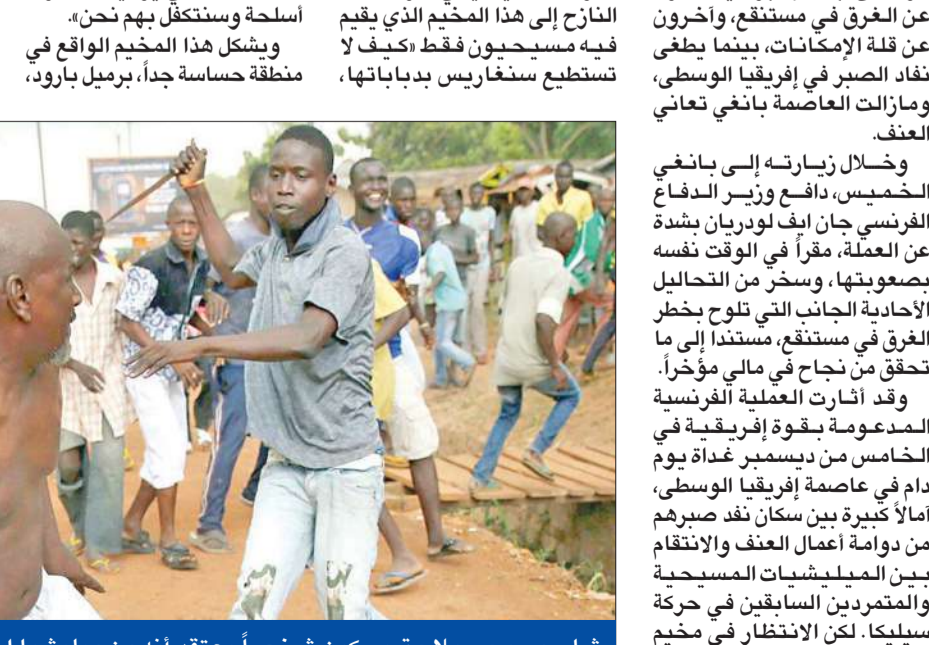 عن الغرق في مستنقع، وآخرون
عن قلة الإمكانات، بينما يطغى
نفاد الصبر في إفريقيا الوسطى،
ومازالت العاصمة بانغي تعاني
العنف.
وخلال زيارته إلى بانغي
الخميس، دافع وزير الدفاع
الفرنسي جان ايف لودريان بشدة
عن العملة، مقراً في الوقت نفسه
بصعوبتها، وسخر من التحاليل
الأحادية الجانب التي تلوح بخطر
الغرق في مستنقع، مستندا إلى ما
تحقق من نجاح في مالي مؤخراً.
وقد أثارت العملية الفرنسية
المدعومة بقوة إفريقية في
الخامس من ديسمبر غداة يوم
دام في عاصمة إفريقيا الوسطى،
آمالاً كبيرة بين سكان نفد صبرهم
من دوامة أعمال العنف والانتقام
بين الميليشيات المسيحية
والمتمردين السابقين في حركة
سيليكا. لكن الانتظار في مخيم
النازح إلى هذا المخيم الذي يقيم
فيه مسيحيون فقط «كيف لا
تستطيع سنغاريس بدباباتها،
أسلحة وسنتكفل بهم نحن».
ويشكل هذا المخيم الواقع في
منطقة حساسة جداً، برميل بارود،